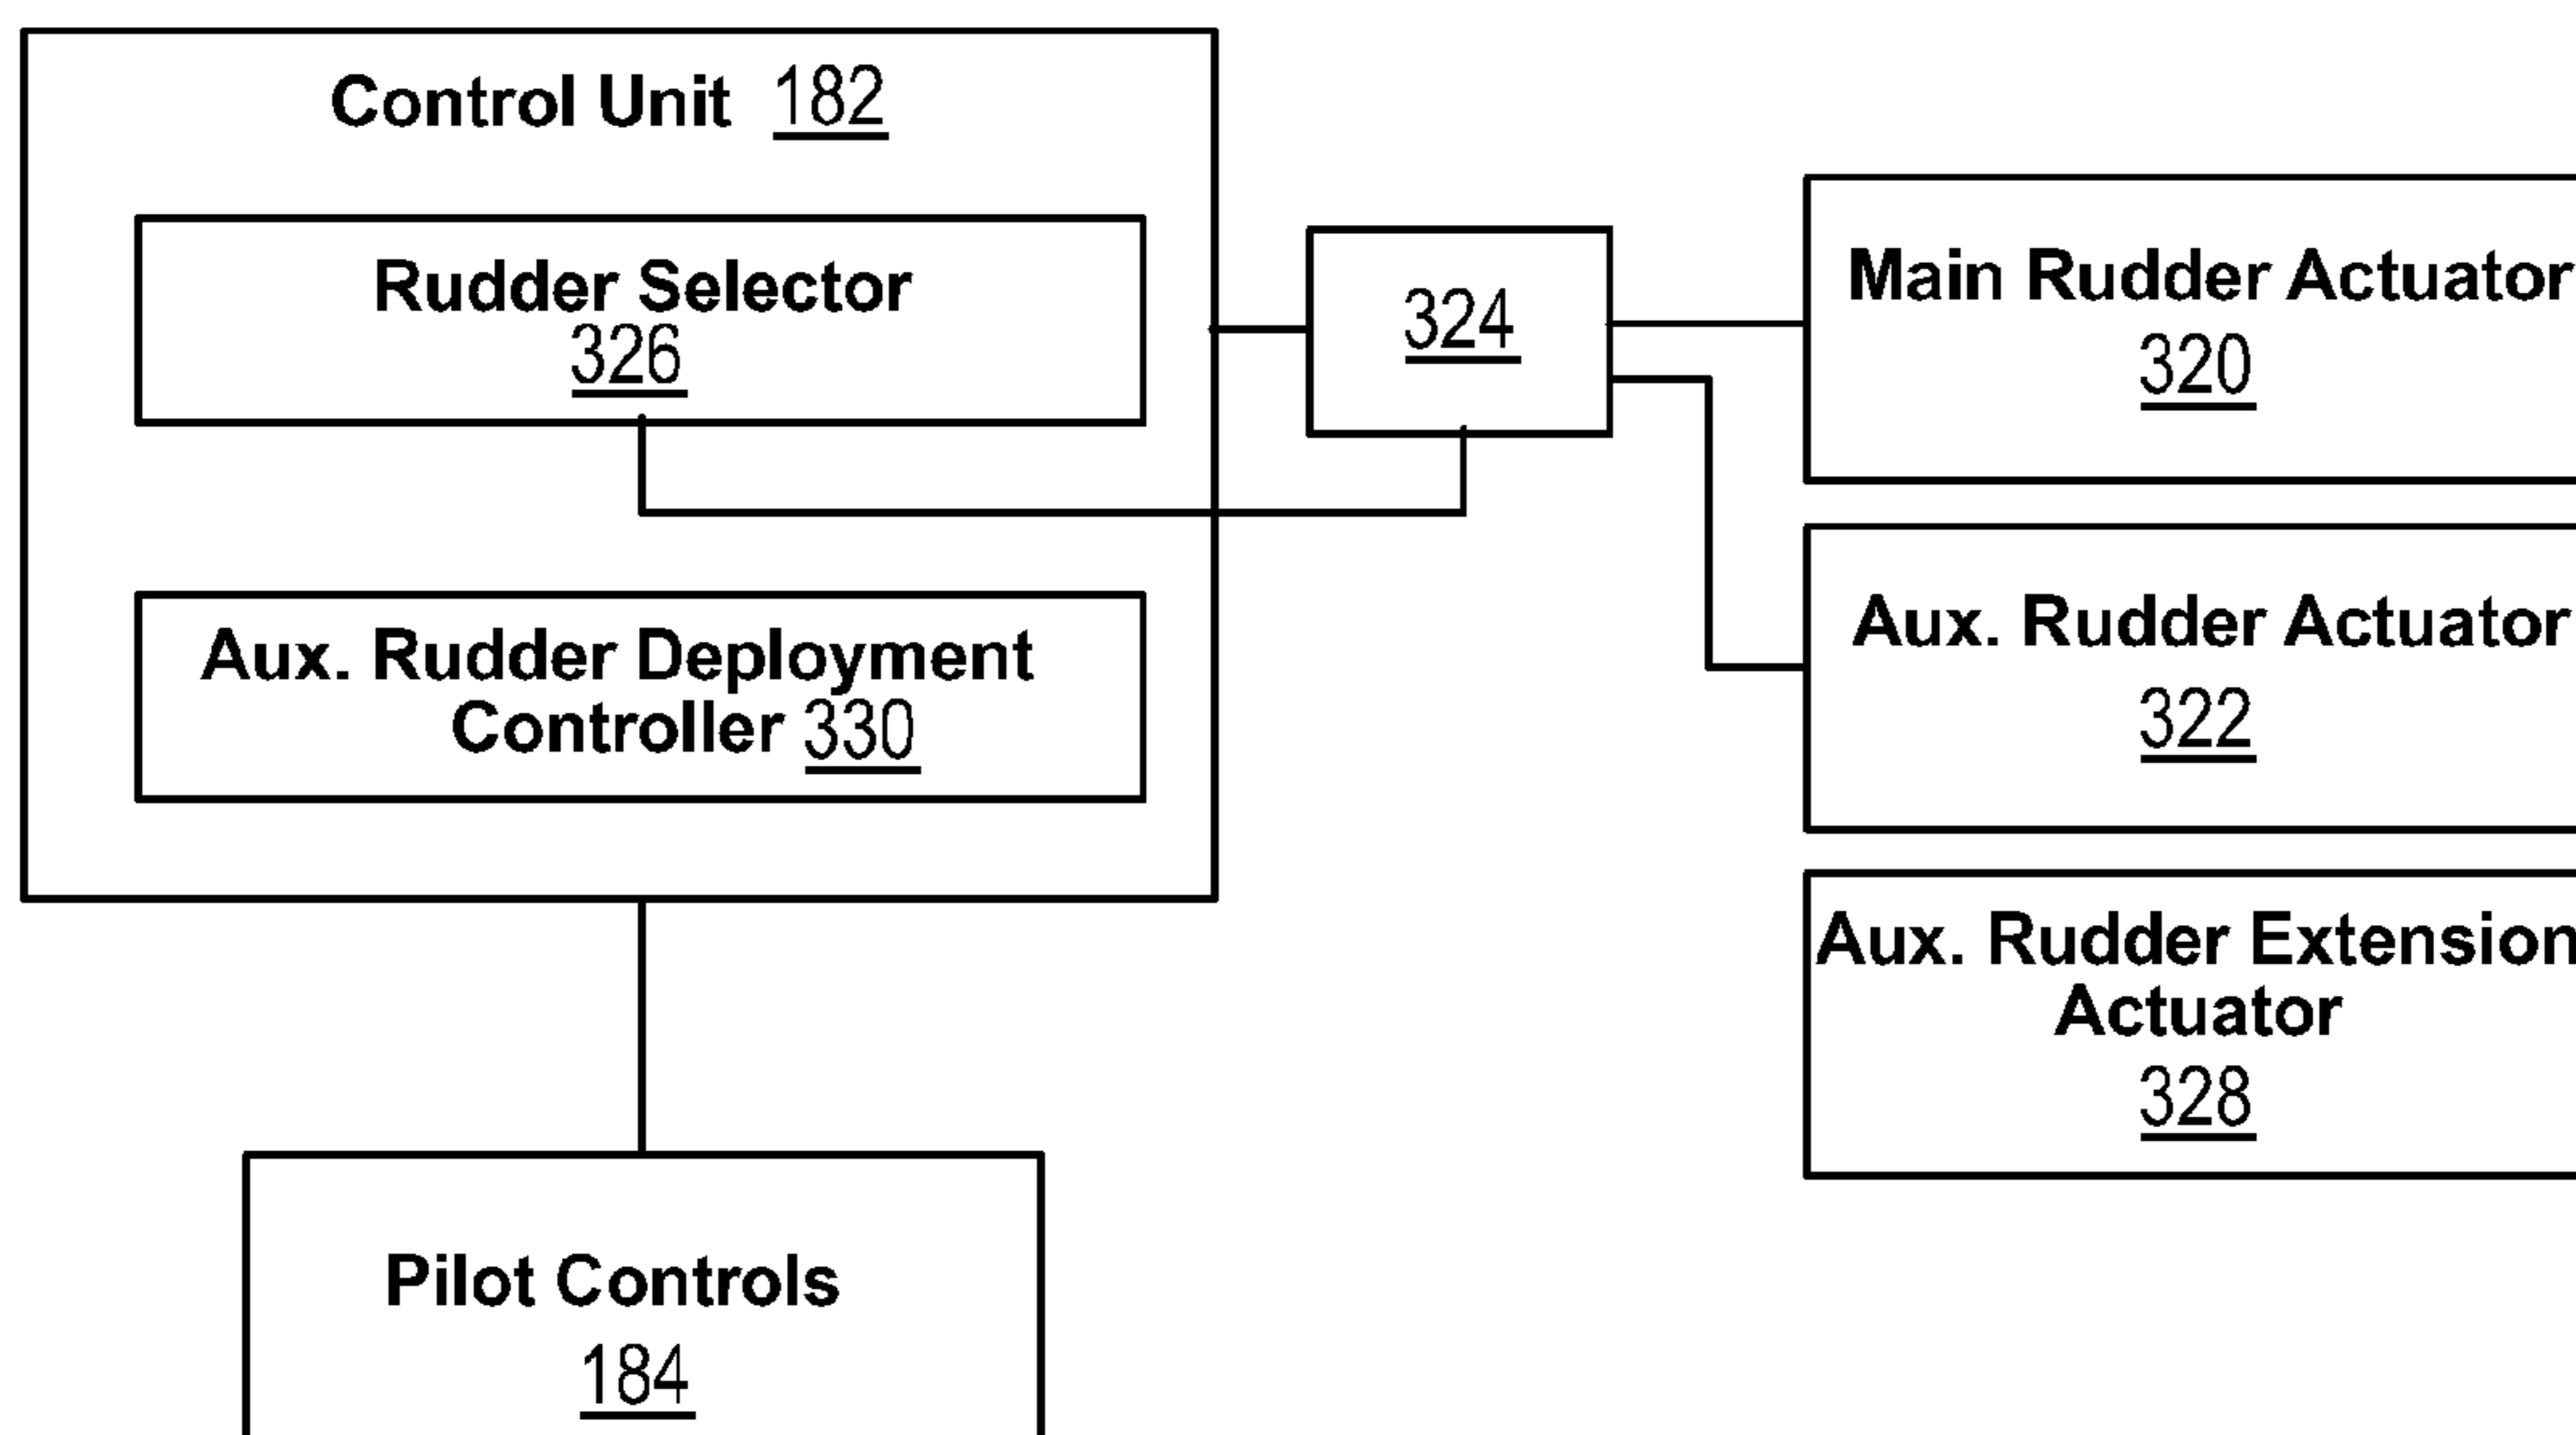 Control Unit 182
Rudder Selector
326
Aux. Rudder Deployment
Controller 330
324
Main Rudder Actuator
320
Aux. Rudder Actuator
322
Aux. Rudder Extension
Actuator
328
Pilot Controls
184